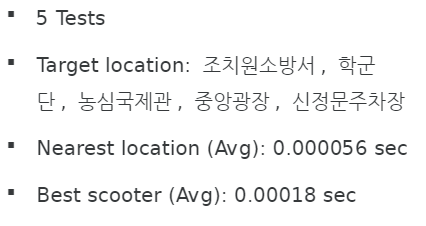 ▪ 5 Tests
▪ Target location: 조치원소방서, 학군
단, 농심국제관, 중앙광장, 신정문주차장
▪ Nearest location (Avg): 0.000056 sec
▪ Best scooter (Avg): 0.00018 sec